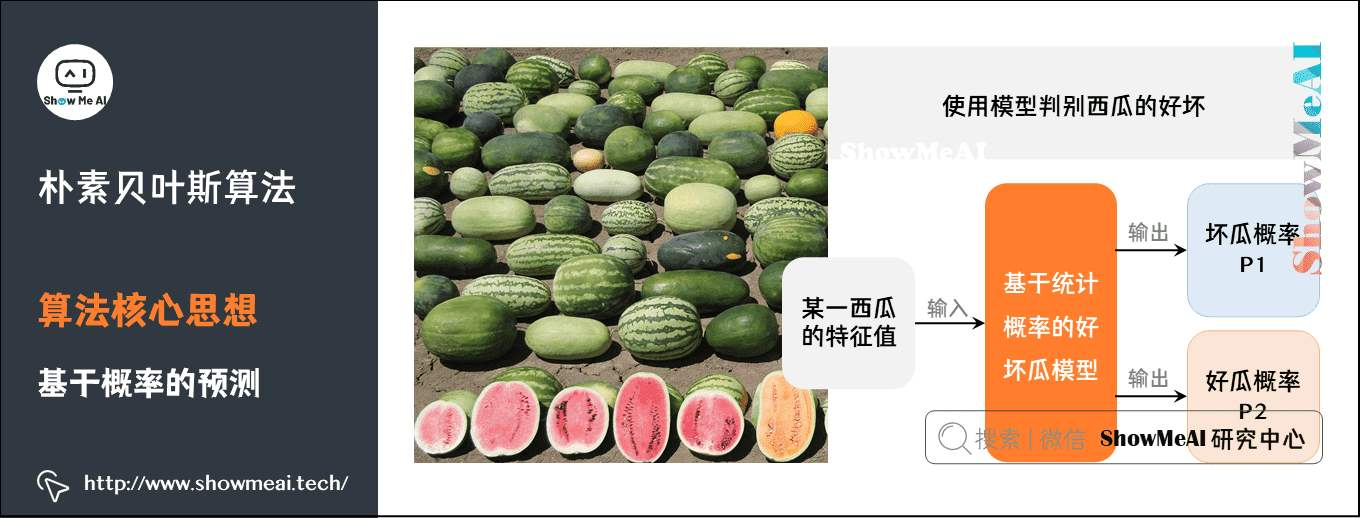 Show Me AI
朴素贝叶斯算法
算法核心思想
基于概率的预测
http://www.showmeai.tech/
使用模型判别西瓜的好坏
ShowMeAI
ShowMeAI
某一西瓜
的特征值
输入
基于统计
概率的好
坏瓜模型
输出
坏瓜概率
P1
输出
好瓜概率
P2
搜索 | 微信 ShowMeAI 研究中心